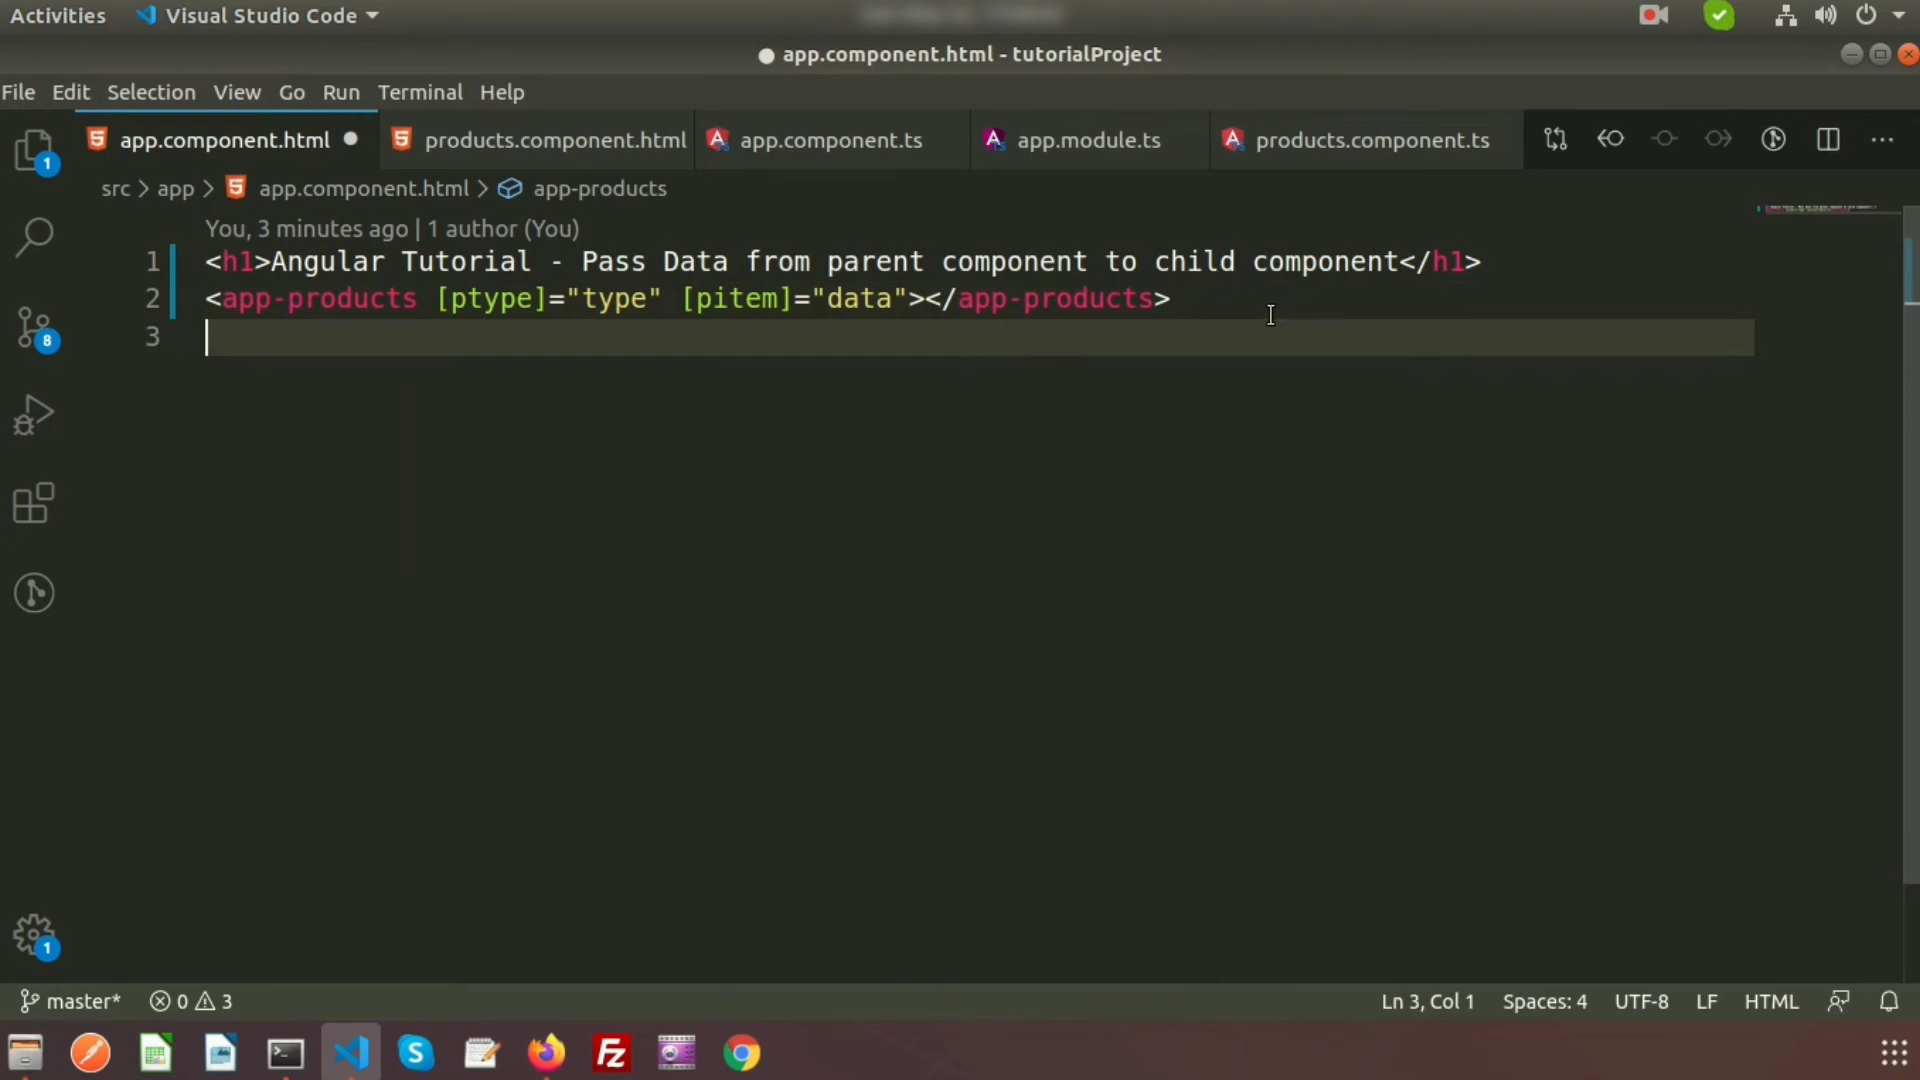 Activities Visual Studio Code
app.component.html - tutorialProject
File Edit Selection View Go Run Terminal Help
app.component.html products.component.html app.component.ts app.module.ts products.component.ts
src > app > app.component.html > app-products
You, 3 minutes ago | 1 author (You)
1 <h1>Angular Tutorial - Pass Data from parent component to child component</h1>
2 <app-products [ptype]="type" [pitem]="data"></app-products>
3
1
8
1
master* 0 3 Ln 3, Col 1 Spaces: 4 UTF-8 LF HTML